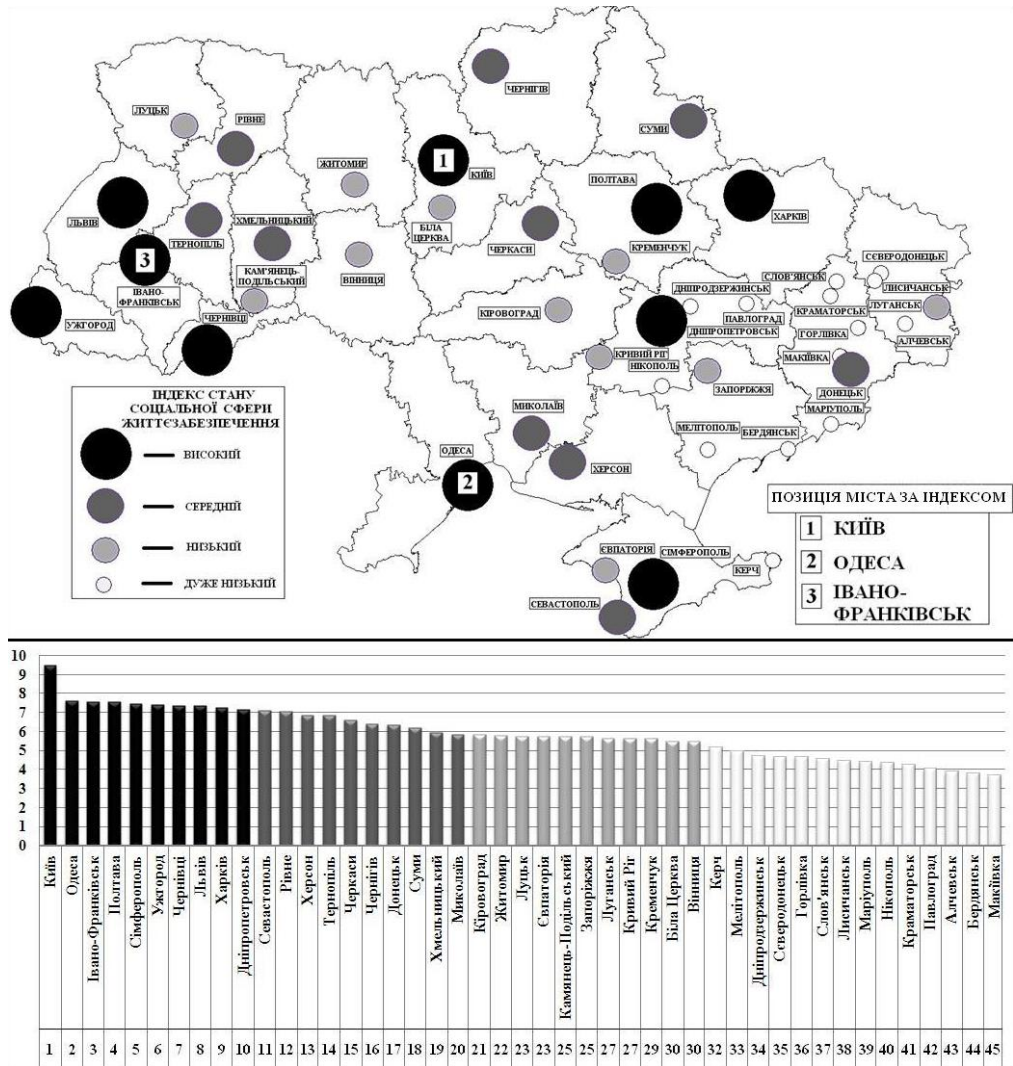 ЧЕРНІГІВ
ЛУЦЬК
РІВНЕ
СУМИ
ЖИТОМИР
1
КИЇВ
ПОЛТАВА
ХАРКІВ
ЛЬВІВ
ТЕРНОПІЛЬ
ХМЕЛЬНИЦЬКИЙ
БІЛА
ЦЕРКВА
ЧЕРКАСИ
КРЕМЕНЧУК
3
ІВАНО-
ФРАНКІВСЬК
КАМ'ЯНЕЦЬ-
ПОДІЛЬСЬКИЙ
ВІННИЦЯ
СЄВЕРОДОНЕЦЬК
СЛОВ'ЯНСЬК
ЛИСИЧАНСЬК
ДНІПРОДЗЕРЖИНСЬК
ПАВЛОГРАД
КРАМАТОРСЬК
ЛУГАНСЬК
УЖГОРОД
ЧЕРНІВЦІ
КІРОВОГРАД
ДНІПРОПЕТРОВСЬК
ГОРЛІВКА
АЛЧЕВСЬК
КРИВИЙ РІГ
НІКОПОЛЬ
ЗАПОРІЖЖЯ
МАКІЇВКА
ДОНЕЦЬК
МАРІУПОЛЬ
МИКОЛАЇВ
МЕЛІТОПОЛЬ
БЕРДЯНСЬК
ОДЕСА
2
ХЕРСОН
ЄВПАТОРІЯ
СІМФЕРОПОЛЬ
КЕРЧ
СЕВАСТОПОЛЬ
ІНДЕКС СТАНУ
СОЦІАЛЬНОЇ СФЕРИ
ЖИТТЄЗАБЕЗПЕЧЕННЯ
ВИСОКИЙ
СЕРЕДНІЙ
НИЗЬКИЙ
ДУЖЕ НИЗЬКИЙ
ПОЗИЦІЯ МІСТА ЗА ІНДЕКСОМ
1 КИЇВ
2 ОДЕСА
3 ІВАНО-
ФРАНКІВСЬК
10
9
8
7
6
5
4
3
2
1
0
Київ
Одеса
Івано-Франківськ
Полтава
Сімферополь
Ужгород
Чернівці
Львів
Харків
Дніпропетровськ
Севастополь
Рівне
Херсон
Тернопіль
Черкаси
Чернігів
Донецьк
Суми
Хмельницький
Миколаїв
Кіровоград
Житомир
Луцьк
Євпаторія
Камянець-Подільський
Запоріжжя
Луганськ
Кривий Ріг
Кременчук
Біла Церква
Вінниця
Керч
Мелітополь
Дніпродзержинськ
Сєверодонецьк
Горлівка
Слов'янськ
Лисичанськ
Маріуполь
Нікополь
Краматорськ
Павлоград
Алчевськ
Бердянськ
Макіївка
1 2 3 4 5 6 7 8 9 10 11 12 13 14 15 16 17 18 19 20 21 22 23 23 25 25 27 27 29 30 30 32 33 34 35 36 37 38 39 40 41 42 43 44 45